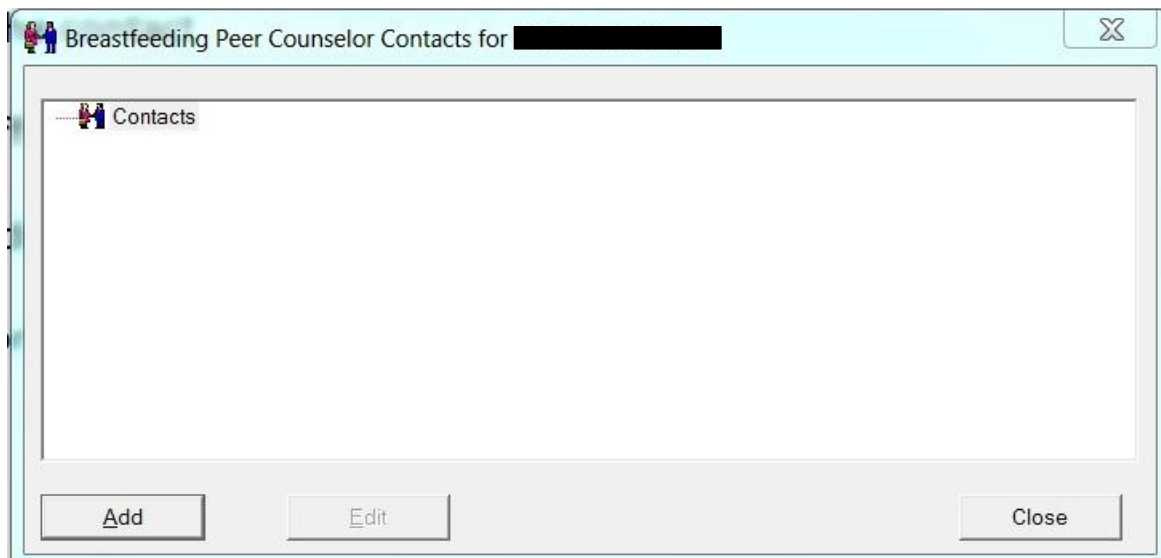 Breastfeeding Peer Counselor Contacts for
Contacts
Add
Edit
Close